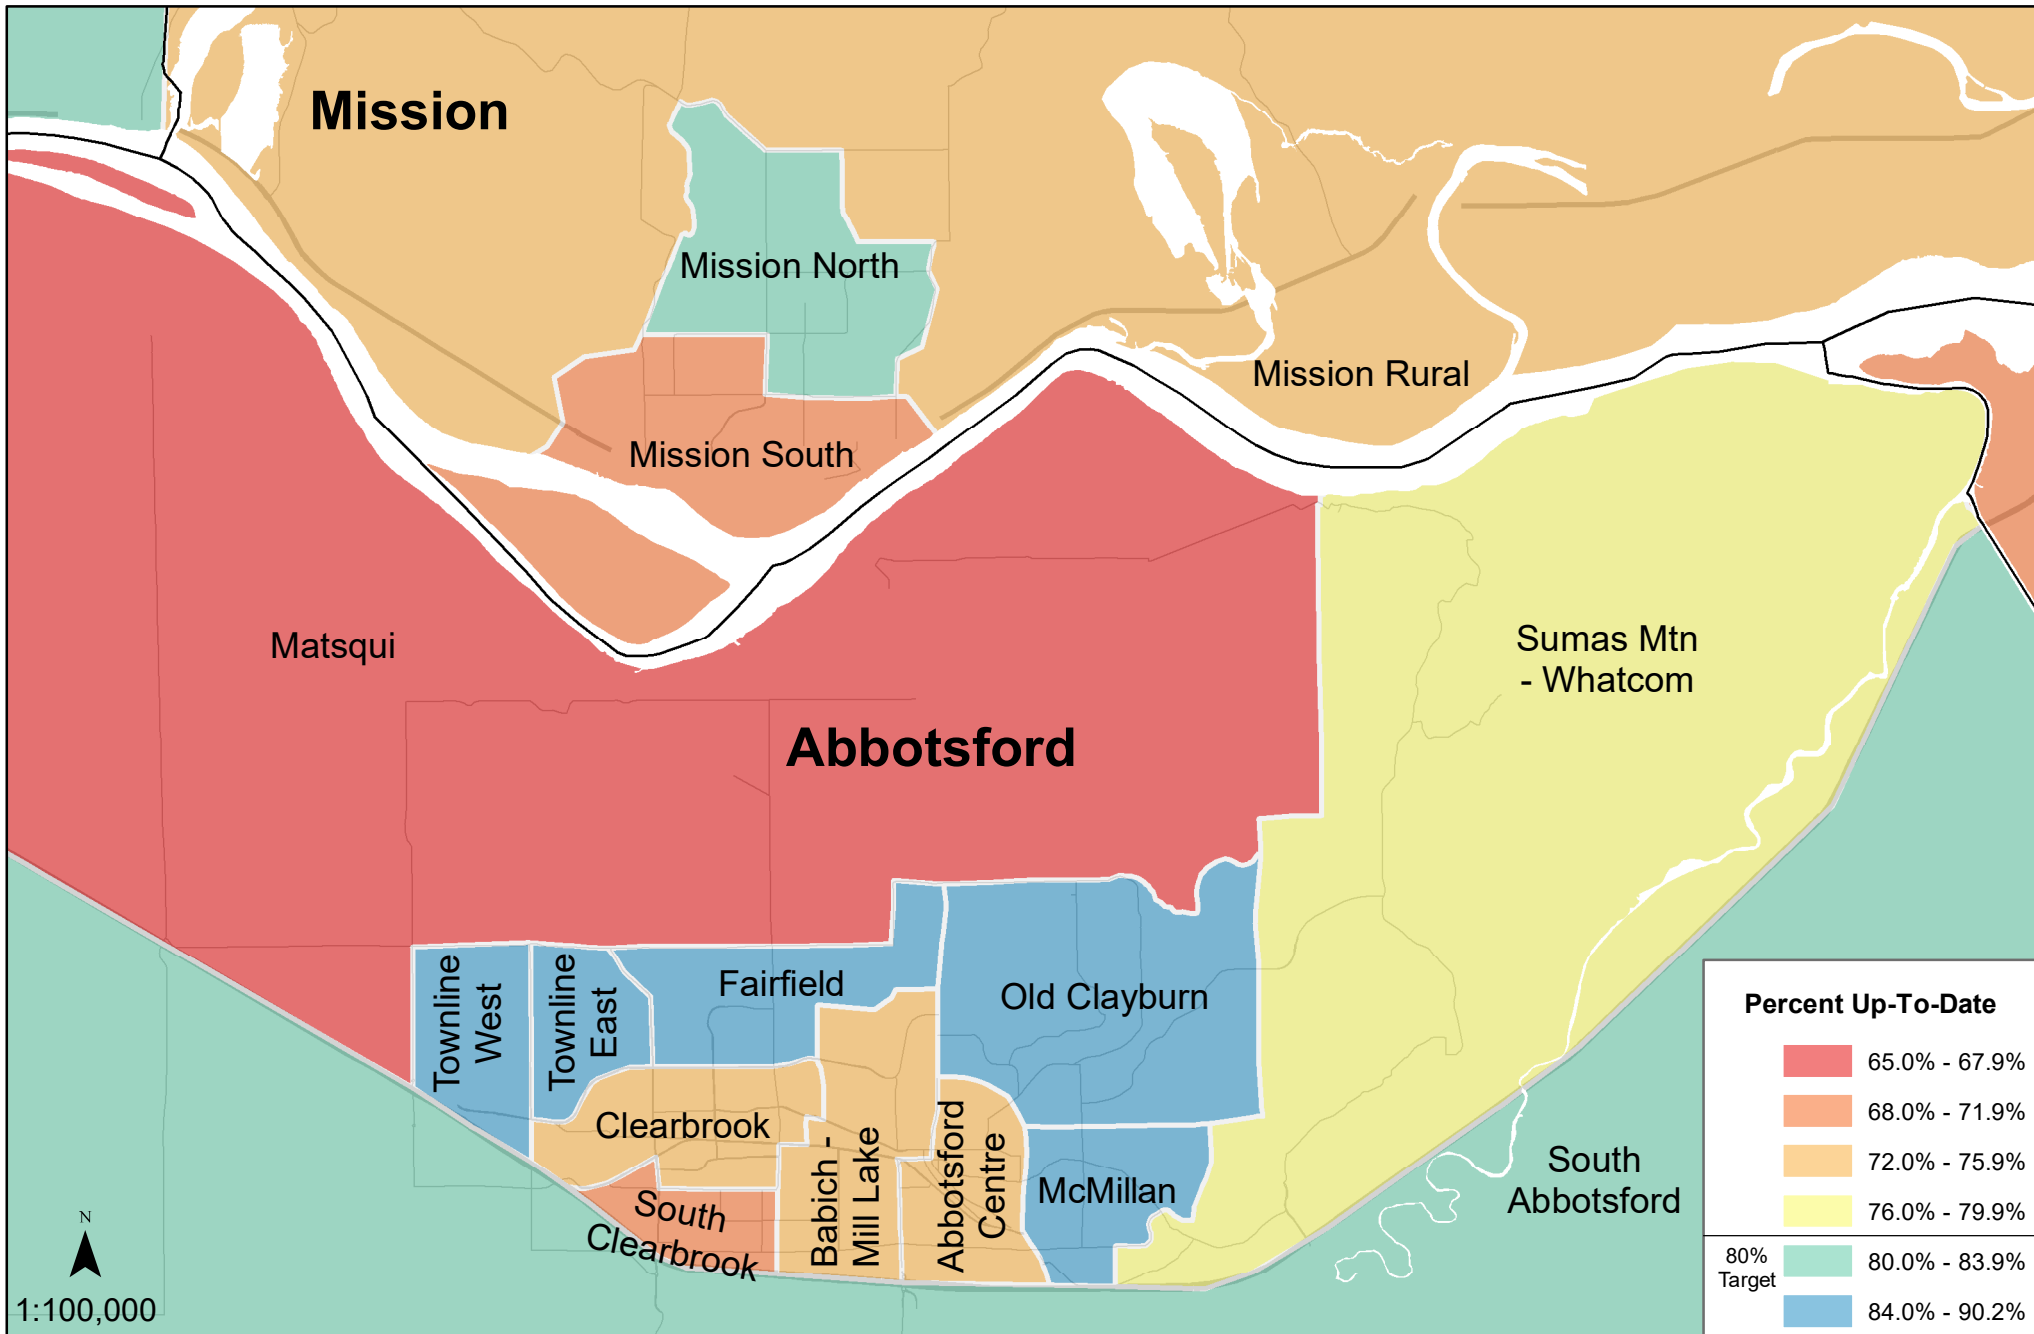 Mission
Mission North
Mission Rural
Mission South
Matsqui
Sumas Mtn
- Whatcom
Abbotsford
Townline
West
Townline
East
Fairfield
Old Clayburn
Clearbrook
Babich -
Mill Lake
Abbotsford
Centre
McMillan
South
Clearbrook
South
Abbotsford
N
1:100,000
Percent Up-To-Date
65.0% - 67.9%
68.0% - 71.9%
72.0% - 75.9%
76.0% - 79.9%
80%
Target
80.0% - 83.9%
84.0% - 90.2%